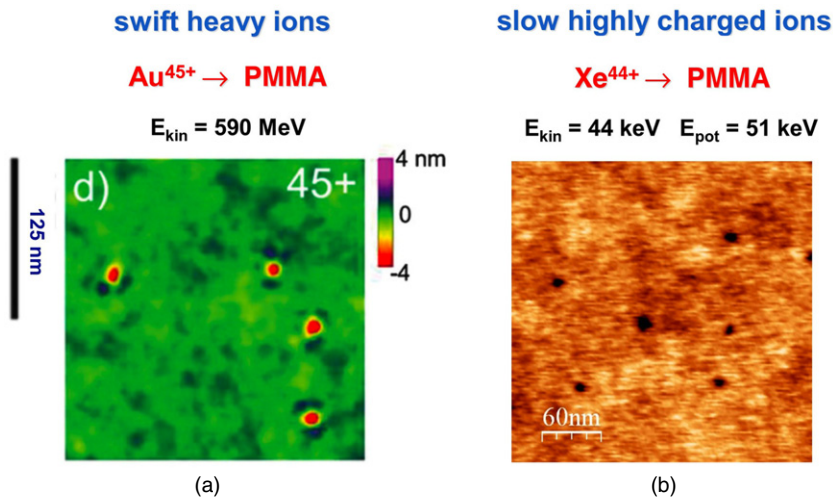 swift heavy ions
Au45+ → PMMA
Ekin = 590 MeV
d)
45+
4 nm
0
-4
125 nm
(a)
slow highly charged ions
Xe44+ → PMMA
Ekin = 44 keV Epot = 51 keV
60nm
(b)